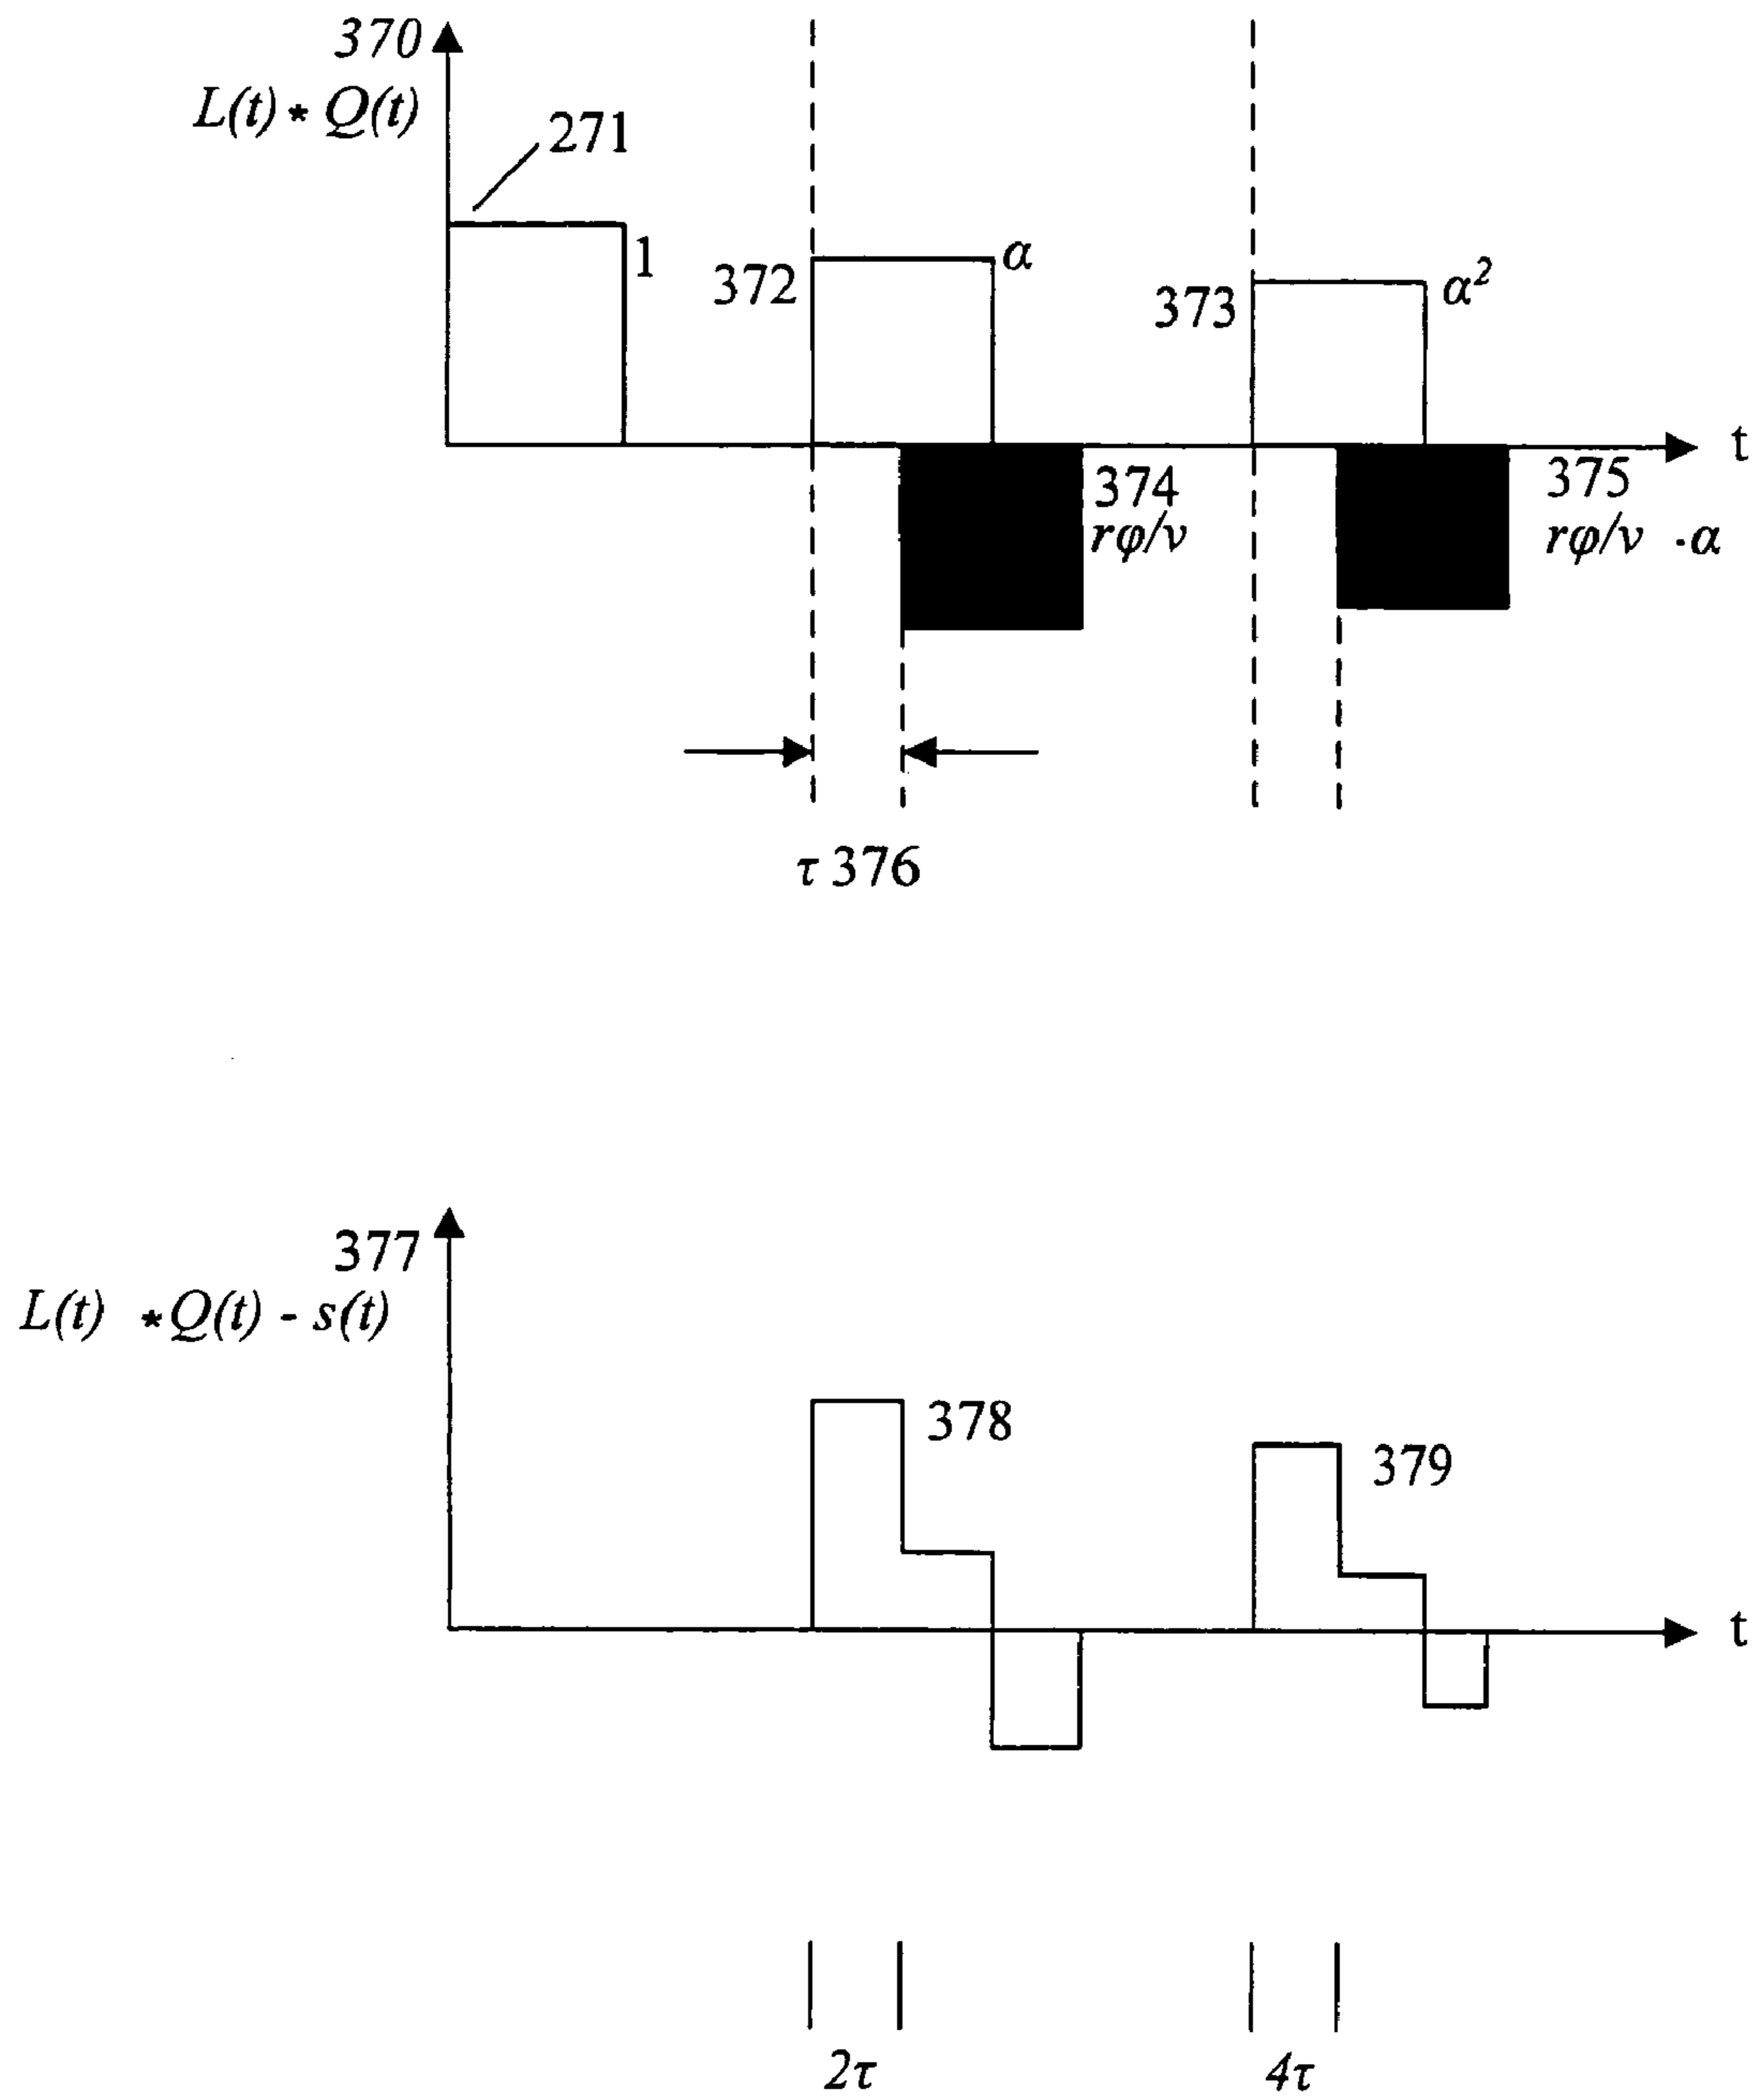 370
L(t) * Q(t)
271
1
372
α
373
α²
t
374
rφ/v
375
rφ/v ·α
τ 376
377
L(t) *Q(t) - s(t)
378
379
t
2τ
4τ